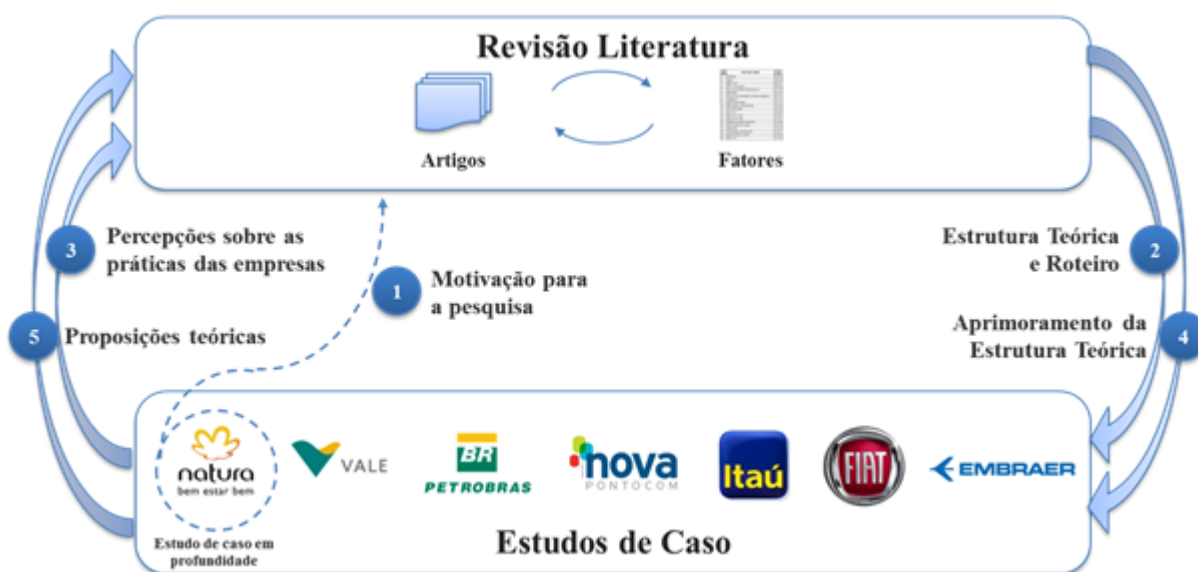 Revisão Literatura
Artigos
Fatores
3
Percepções sobre as
práticas das empresas
1
Motivação para
a pesquisa
Estrutura Teórica
e Roteiro
2
5
Proposições teóricas
Aprimoramento da
Estrutura Teórica
4
natura
bem estar bem
VALE
BR
PETROBRAS
nova
PONTOCOM
Itaú
FIAT
EMBRAER
Estudo de caso em
profundidade
Estudos de Caso